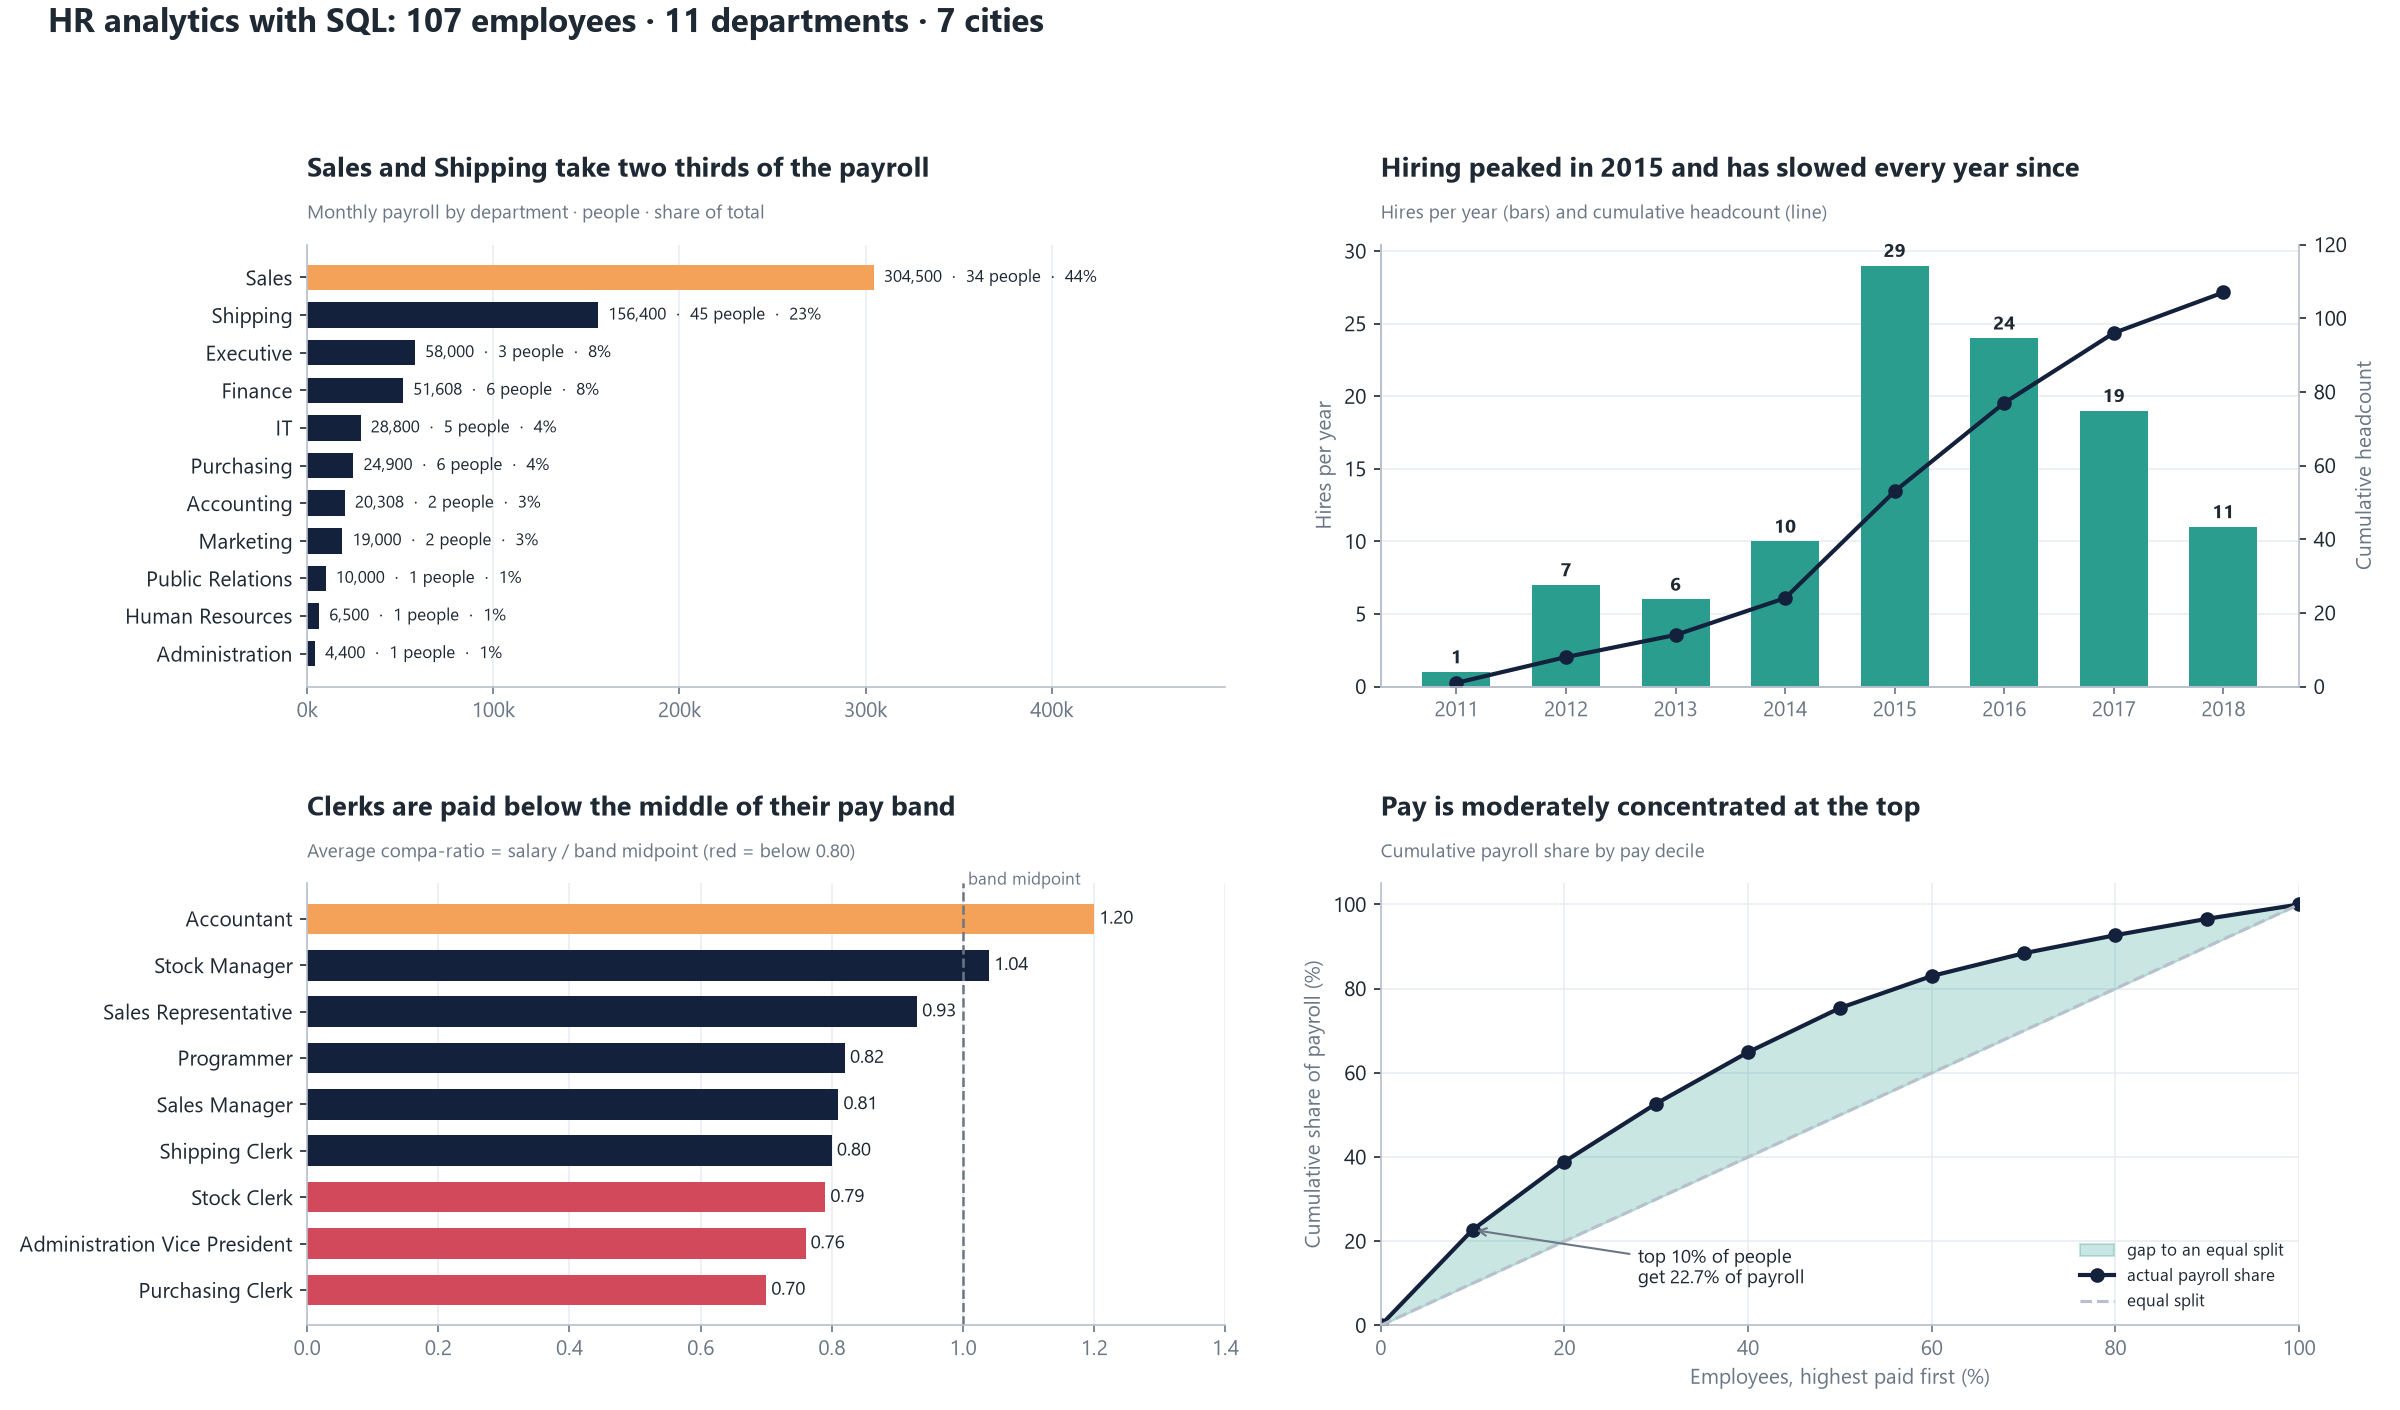 HR analytics with SQL: 107 employees · 11 departments · 7 cities
Sales and Shipping take two thirds of the payroll
Monthly payroll by department · people · share of total
Sales 304,500 · 34 people · 44%
Shipping 156,400 · 45 people · 23%
Executive 58,000 · 3 people · 8%
Finance 51,608 · 6 people · 8%
IT 28,800 · 5 people · 4%
Purchasing 24,900 · 6 people · 4%
Accounting 20,308 · 2 people · 3%
Marketing 19,000 · 2 people · 3%
Public Relations 10,000 · 1 people · 1%
Human Resources 6,500 · 1 people · 1%
Administration 4,400 · 1 people · 1%
0k 100k 200k 300k 400k
Hiring peaked in 2015 and has slowed every year since
Hires per year (bars) and cumulative headcount (line)
Hires per year
30
25
20
15
10
5
0
1 7 6 10 29 24 19 11
120
100
80
60
40
20
0
Cumulative headcount
2011 2012 2013 2014 2015 2016 2017 2018
Clerks are paid below the middle of their pay band
Average compa-ratio = salary / band midpoint (red = below 0.80)
band midpoint
Accountant 1.20
Stock Manager 1.04
Sales Representative 0.93
Programmer 0.82
Sales Manager 0.81
Shipping Clerk 0.80
Stock Clerk 0.79
Administration Vice President 0.76
Purchasing Clerk 0.70
0.0 0.2 0.4 0.6 0.8 1.0 1.2 1.4
Pay is moderately concentrated at the top
Cumulative payroll share by pay decile
Cumulative share of payroll (%)
100
80
60
40
20
0
top 10% of people
get 22.7% of payroll
gap to an equal split
actual payroll share
equal split
0 20 40 60 80 100
Employees, highest paid first (%)